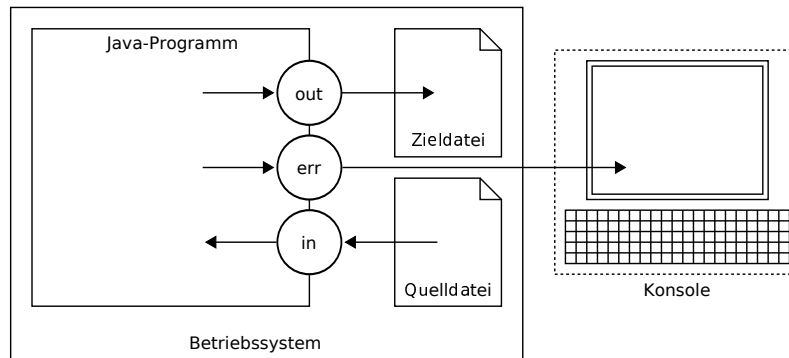 Java-Programm
out
Zieldatei
err
in
Quelldatei
Konsole
Betriebssystem